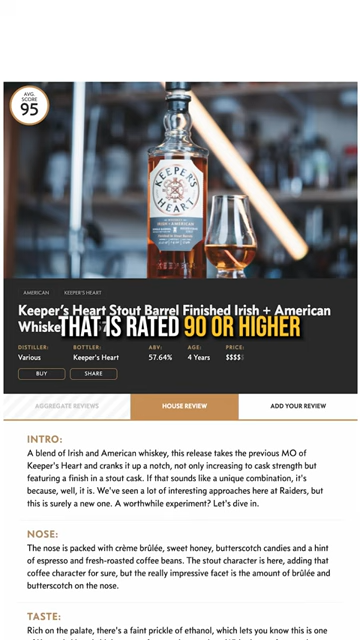 AVG.
SCORE
95
KEEPER'S
HEART
IRISH + AMERICAN
AMERICAN KEEPER'S HEART
Keeper's Heart Stout Barrel Finished Irish + American
Whiske
THAT IS RATED 90 OR HIGHER
DISTILLER: BOTTLER: ABV: AGE: PRICE:
Various Keeper's Heart 57.64% 4 Years $$$$$
BUY SHARE
AGGREGATE REVIEWS HOUSE REVIEW ADD YOUR REVIEW
INTRO:
A blend of Irish and American whiskey, this release takes the previous MO of
Keeper's Heart and cranks it up a notch, not only increasing to cask strength but
featuring a finish in a stout cask. If that sounds like a unique combination, it's
because, well, it is. We've seen a lot of interesting approaches here at Raiders, but
this is surely a new one. A worthwhile experiment? Let's dive in.
NOSE:
The nose is packed with crème brûlée, sweet honey, butterscotch candies and a hint
of espresso and fresh-roasted coffee beans. The stout character is here, adding that
coffee character for sure, but the really impressive facet is the amount of brûlée and
butterscotch on the nose.
TASTE:
Rich on the palate, there's a faint prickle of ethanol, which lets you know this is one